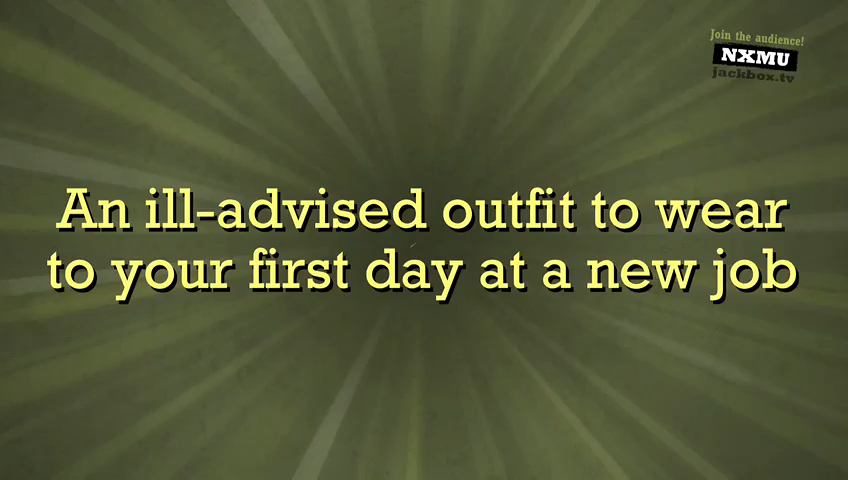 Join the audience!
NXMU
jackbox.tv
An ill-advised outfit to wear
to your first day at a new job